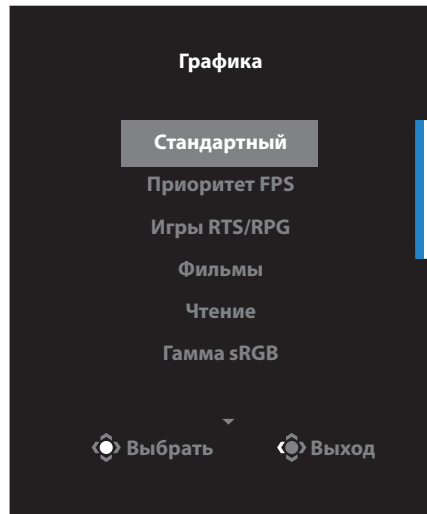 Графика
Стандартный
Приоритет FPS
Игры RTS/RPG
Фильмы
Чтение
Гамма sRGB
Выбрать Выход